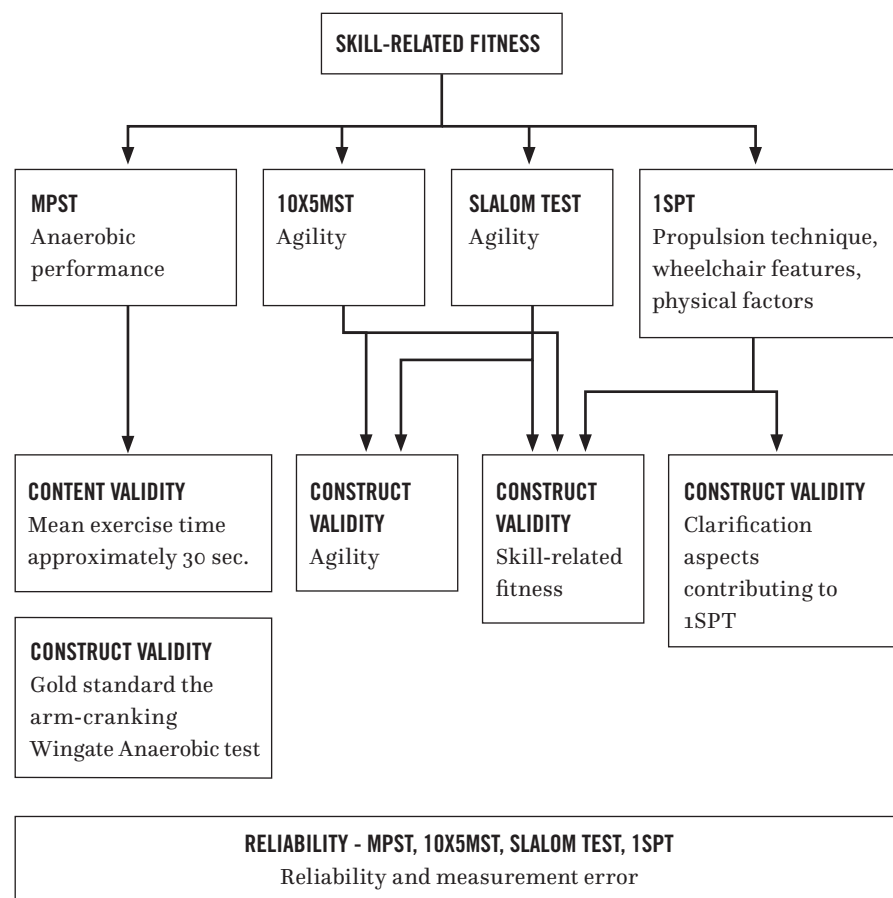 SKILL-RELATED FITNESS
MPST
Anaerobic
performance
10X5MST
Agility
SLALOM TEST
Agility
1SPT
Propulsion technique,
wheelchair features,
physical factors
CONTENT VALIDITY
Mean exercise time
approximately 30 sec.
CONSTRUCT
VALIDITY
Agility
CONSTRUCT
VALIDITY
Skill-related
fitness
CONSTRUCT VALIDITY
Clarification
aspects
contributing to
1SPT
CONSTRUCT VALIDITY
Gold standard the
arm-cranking
Wingate Anaerobic test
RELIABILITY - MPST, 10X5MST, SLALOM TEST, 1SPT
Reliability and measurement error